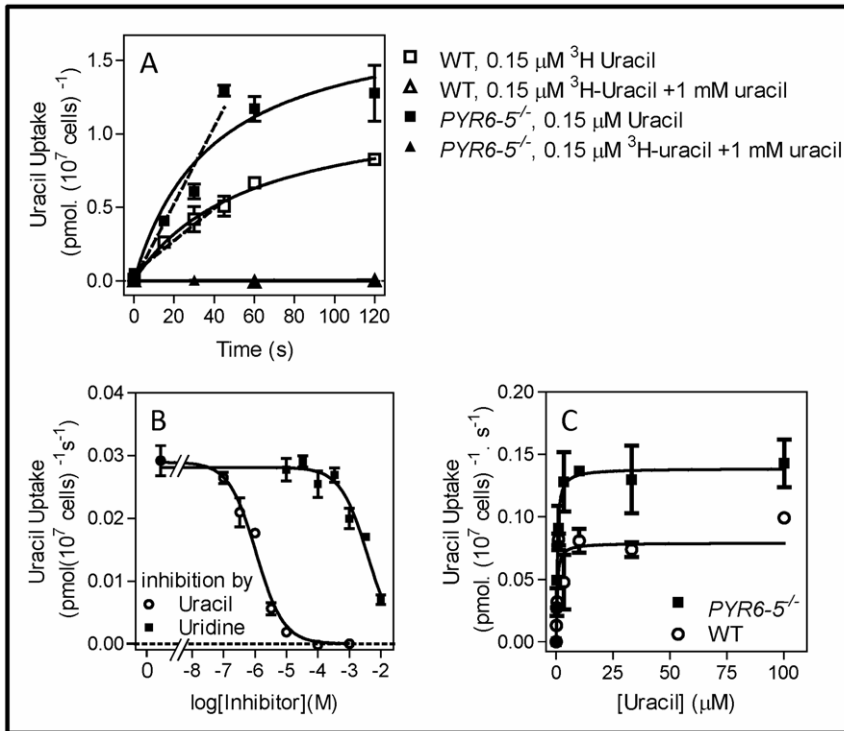 A
1.5
1.0
0.5
0.0
0 20 40 60 80 100 120
Time (s)
Uracil Uptake
(pmol. (10⁷ cells) ⁻¹)
WT, 0.15 μM ³H Uracil
WT, 0.15 μM ³H-Uracil +1 mM uracil
PYR6-5⁻/⁻, 0.15 μM Uracil
PYR6-5⁻/⁻, 0.15 μM ³H-uracil +1 mM uracil
B
0.04
0.03
0.02
0.01
0.00
Uracil Uptake
(pmol(10⁷ cells) ⁻¹s⁻¹)
inhibition by
Uracil
Uridine
0 -8 -7 -6 -5 -4 -3 -2
log[Inhibitor](M)
C
0.20
0.15
0.10
0.05
0.00
Uracil Uptake
(pmol. (10⁷ cells) ⁻¹ . s⁻¹)
PYR6-5⁻/⁻
WT
0 25 50 75 100
[Uracil] (μM)